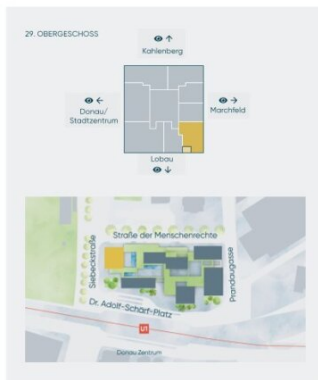 29. OBERGESCHOSS
Kahlenberg
Donau/
Stadtzentrum
Marchfeld
Lobau
Straße der Menschenrechte
Siebeckstraße
Prandaugasse
Dr. Adolf-Schärf-Platz
U1
Donau Zentrum